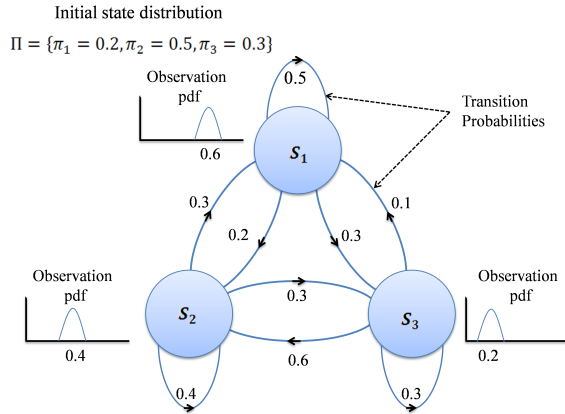 Initial state distribution
Π = {π₁ = 0.2, π₂ = 0.5, π₃ = 0.3}
Observation
pdf
0.6
0.5
Transition
Probabilities
S₁
0.3
0.2
0.3
0.1
Observation
pdf
0.4
S₂
0.3
S₃
Observation
pdf
0.2
0.6
0.4
0.3